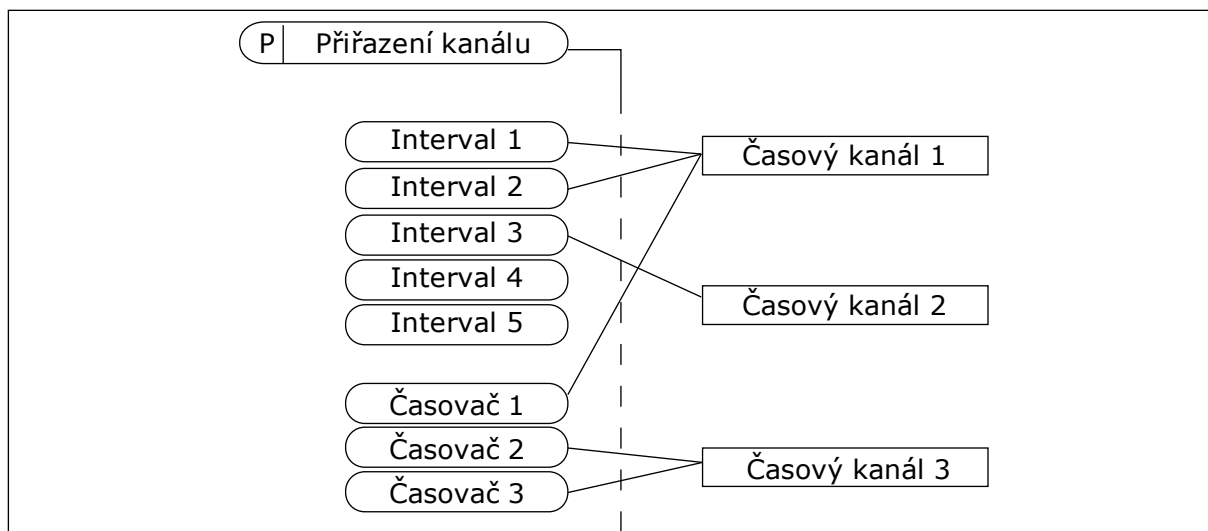 P Přiřazení kanálu
Interval 1
Interval 2
Interval 3
Interval 4
Interval 5
Časovač 1
Časovač 2
Časovač 3
Časový kanál 1
Časový kanál 2
Časový kanál 3